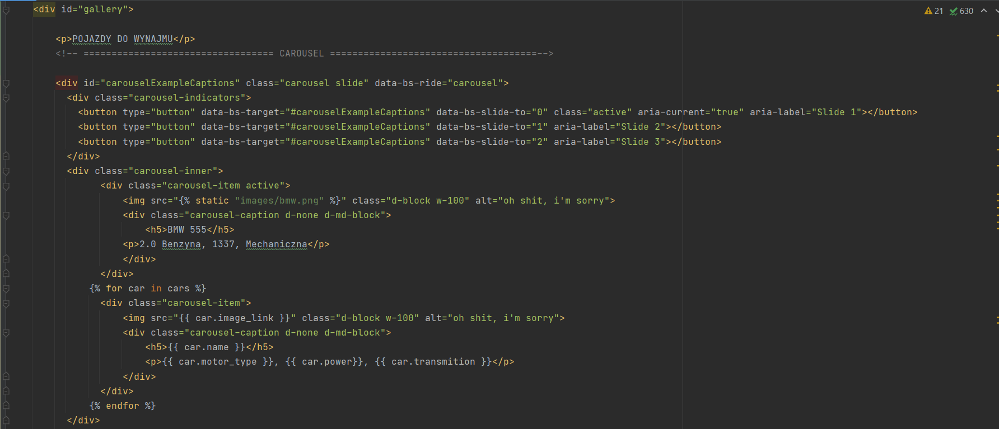 <div id="gallery">
21 630
<p>POJAZDY DO WYNAJMU</p>
<!-- ================================== CAROUSEL =====================================-->
<div id="carouselExampleCaptions" class="carousel slide" data-bs-ride="carousel">
<div class="carousel-indicators">
<button type="button" data-bs-target="#carouselExampleCaptions" data-bs-slide-to="0" class="active" aria-current="true" aria-label="Slide 1"></button>
<button type="button" data-bs-target="#carouselExampleCaptions" data-bs-slide-to="1" aria-label="Slide 2"></button>
<button type="button" data-bs-target="#carouselExampleCaptions" data-bs-slide-to="2" aria-label="Slide 3"></button>
</div>
<div class="carousel-inner">
<div class="carousel-item active">
<img src="{% static "images/bmw.png" %}" class="d-block w-100" alt="oh shit, i'm sorry">
<div class="carousel-caption d-none d-md-block">
<h5>BMW 555</h5>
<p>2.0 Benzyna, 1337, Mechaniczna</p>
</div>
</div>
{% for car in cars %}
<div class="carousel-item">
<img src="{{ car.image_link }}" class="d-block w-100" alt="oh shit, i'm sorry">
<div class="carousel-caption d-none d-md-block">
<h5>{{ car.name }}</h5>
<p>{{ car.motor_type }}, {{ car.power}}, {{ car.transmition }}</p>
</div>
</div>
{% endfor %}
</div>